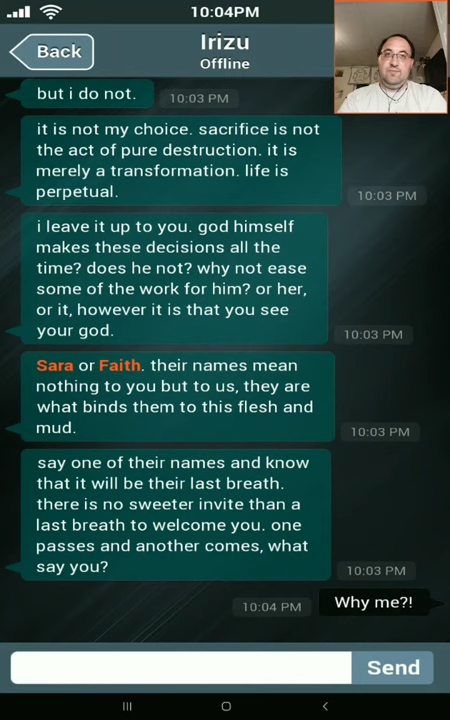 10:04PM
Back
Irizu
Offline
but i do not.
10:03 PM
it is not my choice. sacrifice is not
the act of pure destruction. it is
merely a transformation. life is
perpetual.
10:03 PM
i leave it up to you. god himself
makes these decisions all the
time? does he not? why not ease
some of the work for him? or her,
or it, however it is that you see
your god.
10:03 PM
Sara or Faith. their names mean
nothing to you but to us, they are
what binds them to this flesh and
mud.
10:03 PM
say one of their names and know
that it will be their last breath.
there is no sweeter invite than a
last breath to welcome you. one
passes and another comes, what
say you?
10:03 PM
10:04 PM
Why me?!
Send